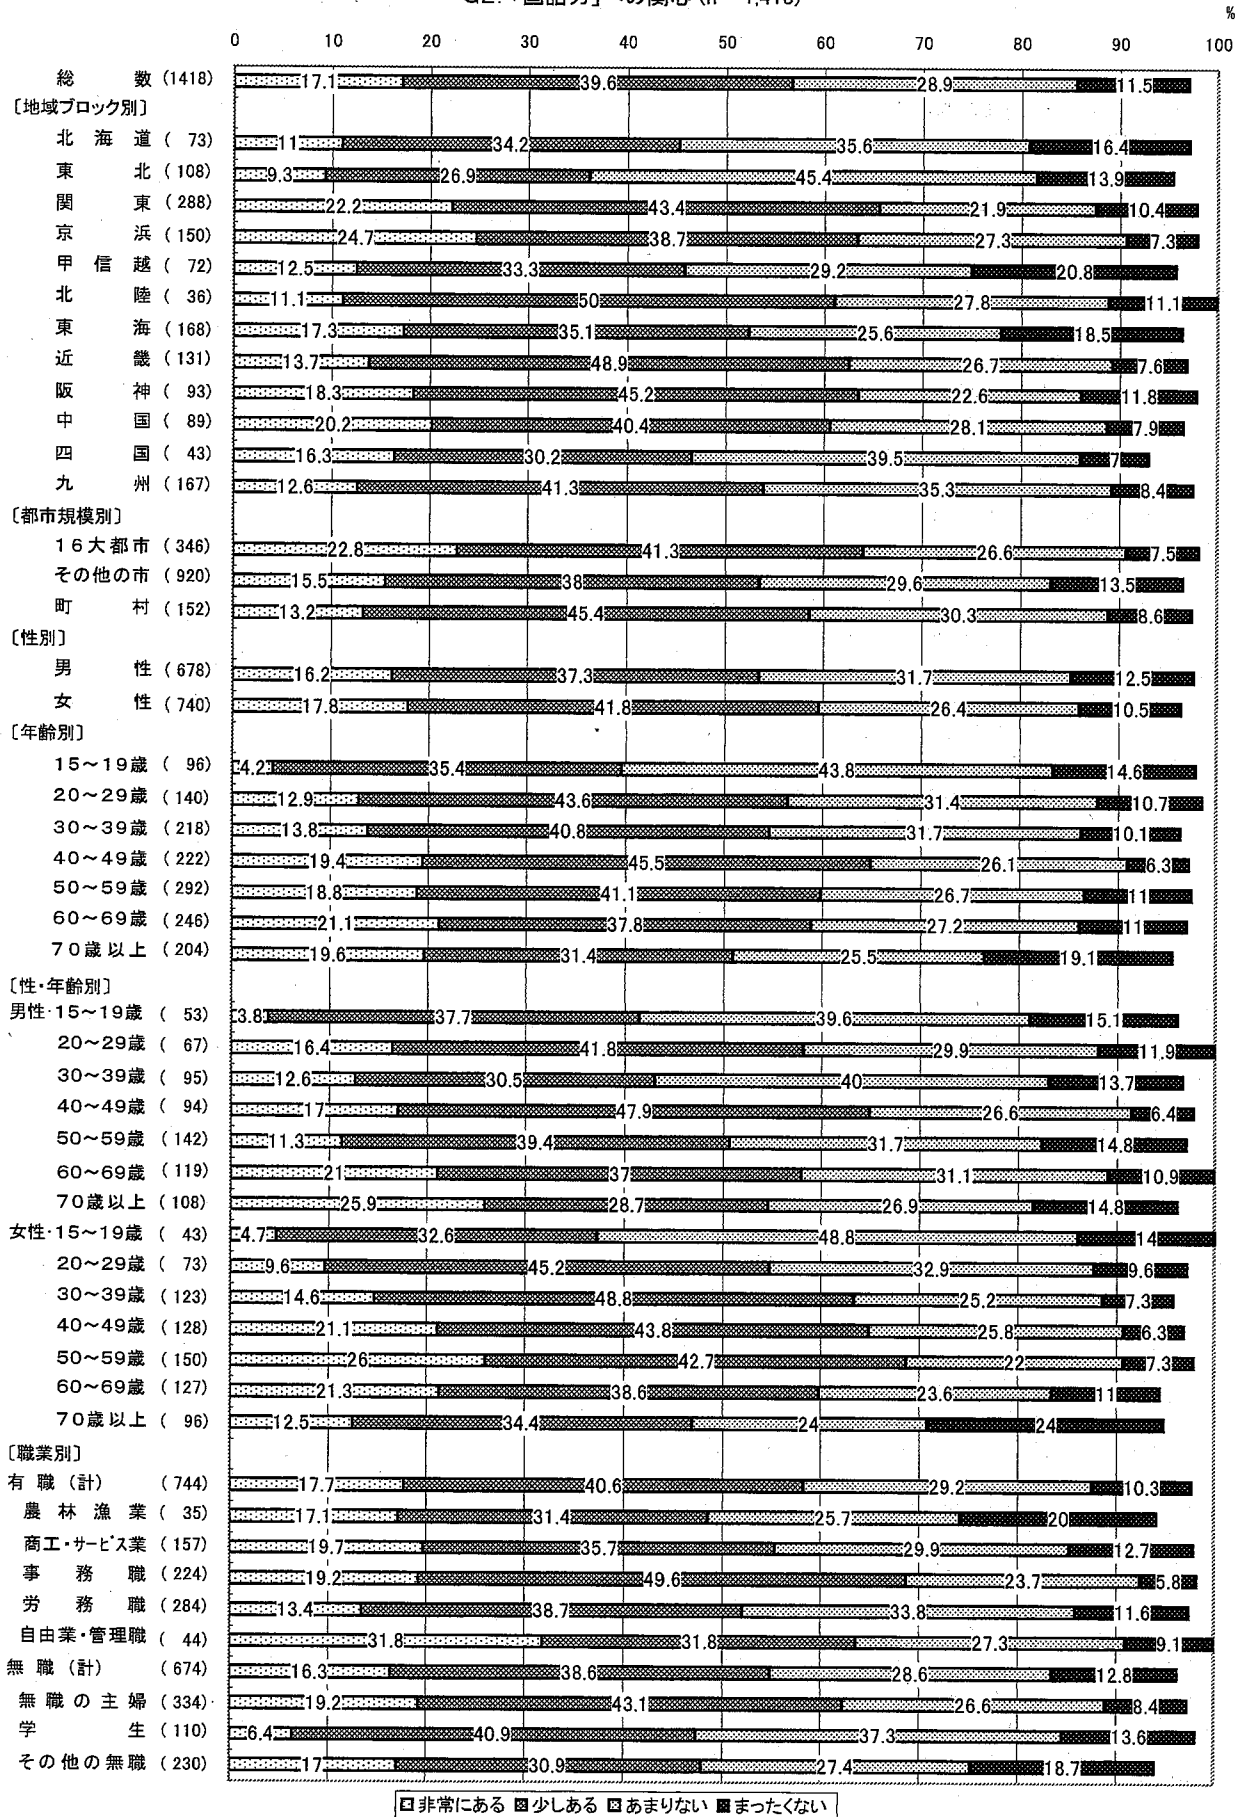 %
0 10 20 30 40 50 60 70 80 90 100
総数 (1418) 17.1 39.6 28.9 11.5
〔地域ブロック別〕
北海道 ( 73) 11 34.2 35.6 16.4
東北 (108) 9.3 26.9 45.4 13.9
関東 (288) 22.2 43.4 21.9 10.4
京浜 (150) 24.7 38.7 27.3 7.3
甲信越 ( 72) 12.5 33.3 29.2 20.8
北陸 ( 36) 11.1 50 27.8 11.1
東海 (168) 17.3 35.1 25.6 18.5
近畿 (131) 13.7 48.9 26.7 7.6
阪神 ( 93) 18.3 45.2 22.6 11.8
中国 ( 89) 20.2 40.4 28.1 7.9
四国 ( 43) 16.3 30.2 39.5 7
九州 (167) 12.6 41.3 35.3 8.4
〔都市規模別〕
16大都市 (346) 22.8 41.3 26.6 7.5
その他の市 (920) 15.5 38 29.6 13.5
町村 (152) 13.2 45.4 30.3 8.6
〔性別〕
男性 (678) 16.2 37.3 31.7 12.5
女性 (740) 17.8 41.8 26.4 10.5
〔年齢別〕
15～19歳 ( 96) 4.2 35.4 43.8 14.6
20～29歳 (140) 12.9 43.6 31.4 10.7
30～39歳 (218) 13.8 40.8 31.7 10.1
40～49歳 (222) 19.4 45.5 26.1 6.3
50～59歳 (292) 18.8 41.1 26.7 11
60～69歳 (246) 21.1 37.8 27.2 11
70歳以上 (204) 19.6 31.4 25.5 19.1
〔性・年齢別〕
男性・15～19歳 ( 53) 3.8 37.7 39.6 15.1
20～29歳 ( 67) 16.4 41.8 29.9 11.9
30～39歳 ( 95) 12.6 30.5 40 13.7
40～49歳 ( 94) 17 47.9 26.6 6.4
50～59歳 (142) 11.3 39.4 31.7 14.8
60～69歳 (119) 21 37 31.1 10.9
70歳以上 (108) 25.9 28.7 26.9 14.8
女性・15～19歳 ( 43) 4.7 32.6 48.8 14
20～29歳 ( 73) 9.6 45.2 32.9 9.6
30～39歳 (123) 14.6 48.8 25.2 7.3
40～49歳 (128) 21.1 43.8 25.8 6.3
50～59歳 (150) 26 42.7 22 7.3
60～69歳 (127) 21.3 38.6 23.6 11
70歳以上 ( 96) 12.5 34.4 24 24
〔職業別〕
有職(計) (744) 17.7 40.6 29.2 10.3
農林漁業 ( 35) 17.1 31.4 25.7 20
商工・サービス業 (157) 19.7 35.7 29.9 12.7
事務職 (224) 19.2 49.6 23.7 5.8
労務職 (284) 13.4 38.7 33.8 11.6
自由業・管理職 ( 44) 31.8 31.8 27.3 9.1
無職(計) (674) 16.3 38.6 28.6 12.8
無職の主婦 (334) 19.2 43.1 26.6 8.4
学生 (110) 6.4 40.9 37.3 13.6
その他の無職 (230) 17 30.9 27.4 18.7
非常にある 少しある あまりない まったくない